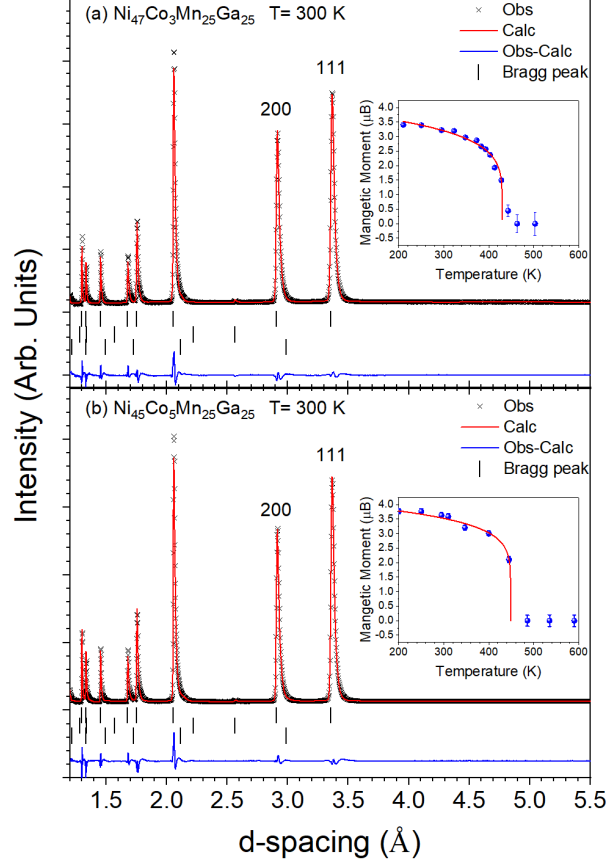 (a) Ni47Co3Mn25Ga25 T= 300 K
Obs
Calc
Obs-Calc
Bragg peak
111
200
Mangetic Moment (μB)
4.0
3.5
3.0
2.5
2.0
1.5
1.0
0.5
0.0
-0.5
200 300 400 500 600
Temperature (K)
(b) Ni45Co5Mn25Ga25 T= 300 K
Obs
Calc
Obs-Calc
Bragg peak
111
200
Mangetic Moment (μB)
4.0
3.5
3.0
2.5
2.0
1.5
1.0
0.5
0.0
-0.5
200 300 400 500 600
Temperature (K)
Intensity (Arb. Units)
1.5 2.0 2.5 3.0 3.5 4.0 4.5 5.0 5.5
d-spacing (Å)